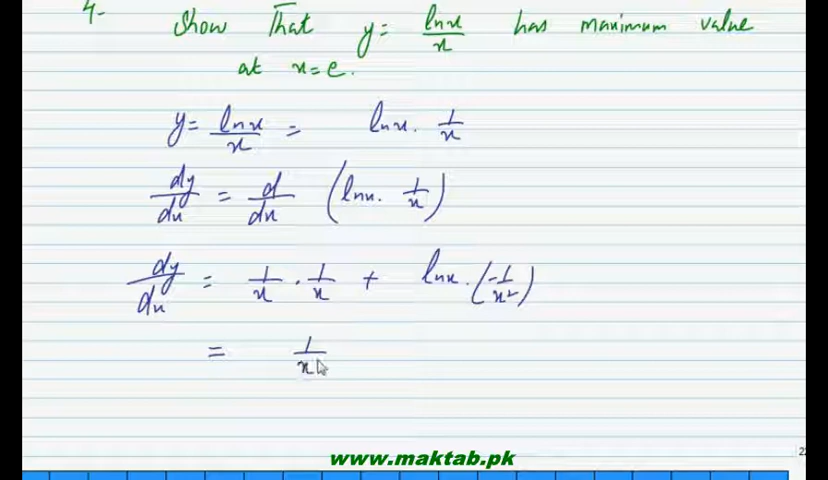 4- Show That y = lnx/x has maximum value
at x=e.
y = lnx/x = lnx · 1/x
dy/dx = d/dx (lnx · 1/x)
dy/dx = 1/x · 1/x + lnx · (-1/x²)
= 1/x
www.maktab.pk